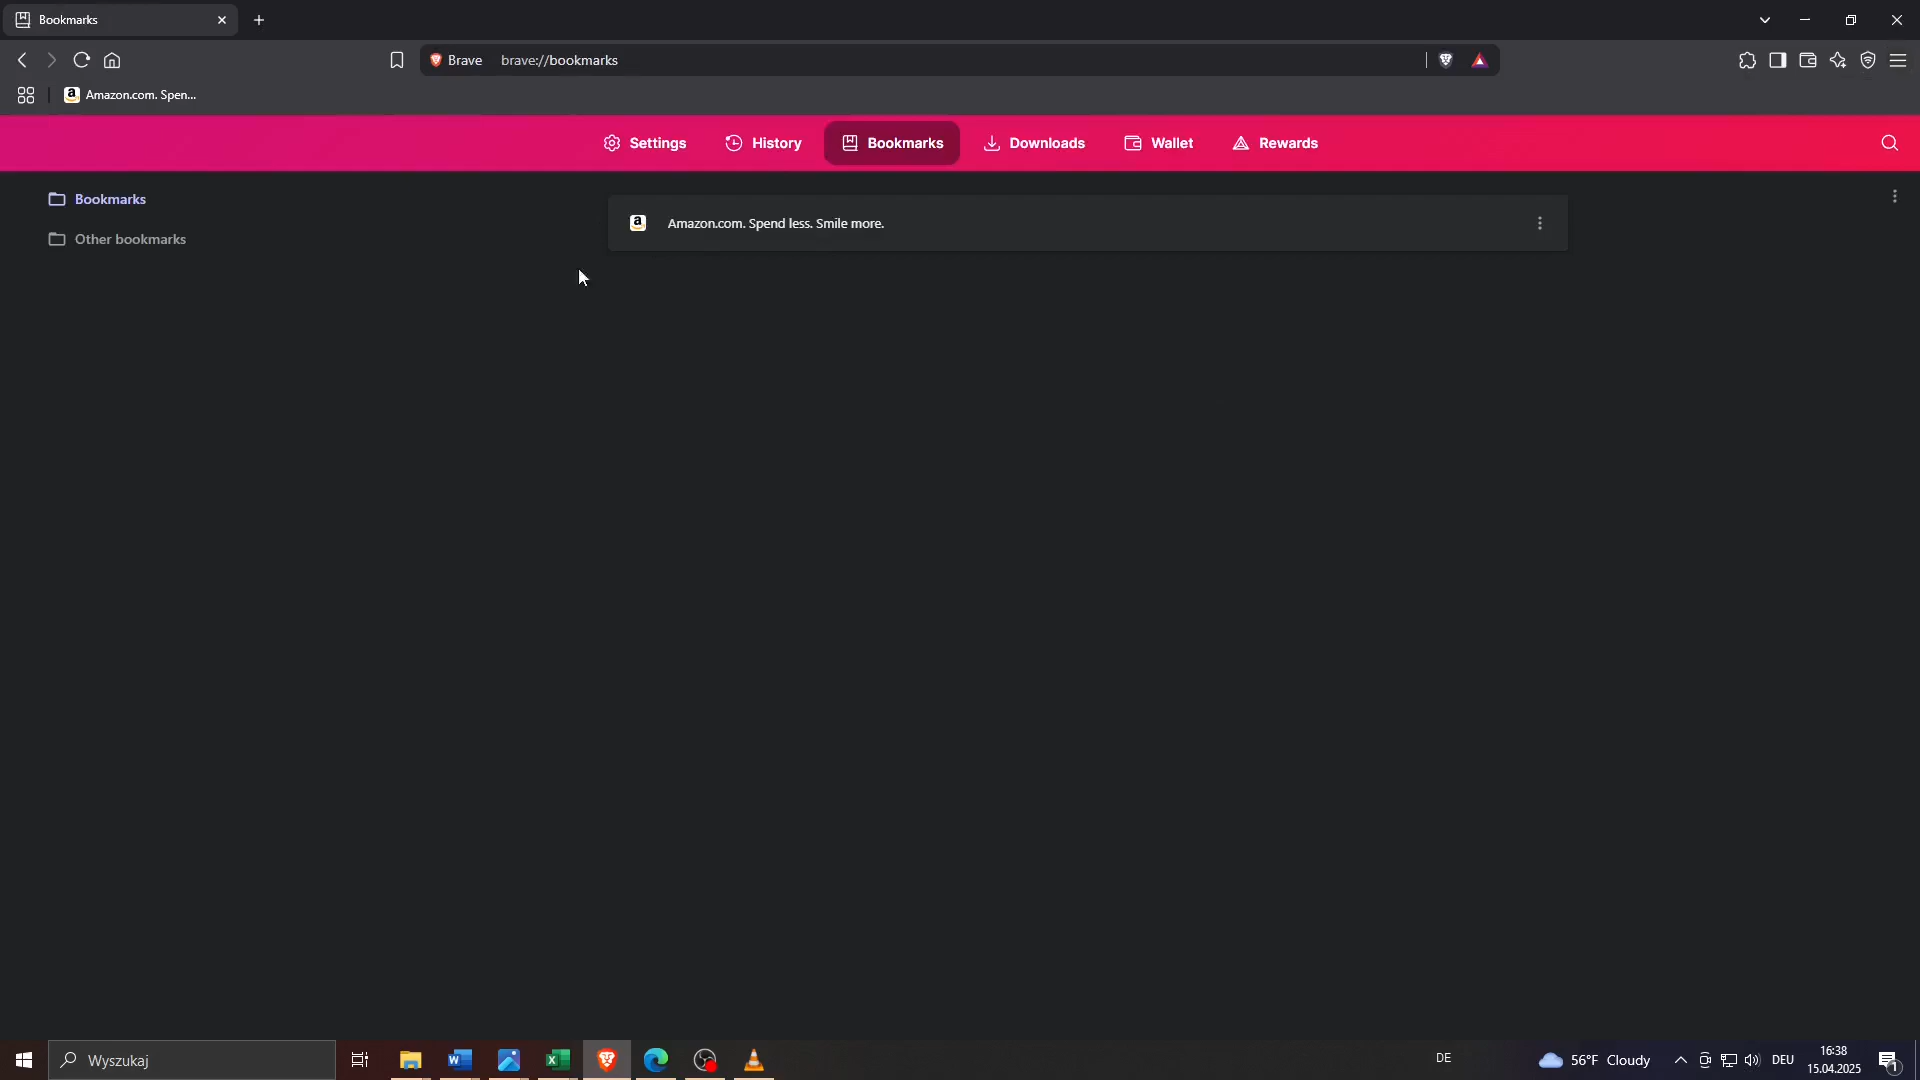 Bookmarks
Brave brave://bookmarks
Amazon.com. Spen...
Settings History Bookmarks Downloads Wallet Rewards
Bookmarks
Amazon.com. Spend less. Smile more.
Other bookmarks
Wyszukaj
DE
56°F Cloudy
DEU
16:38
15.04.2025
1